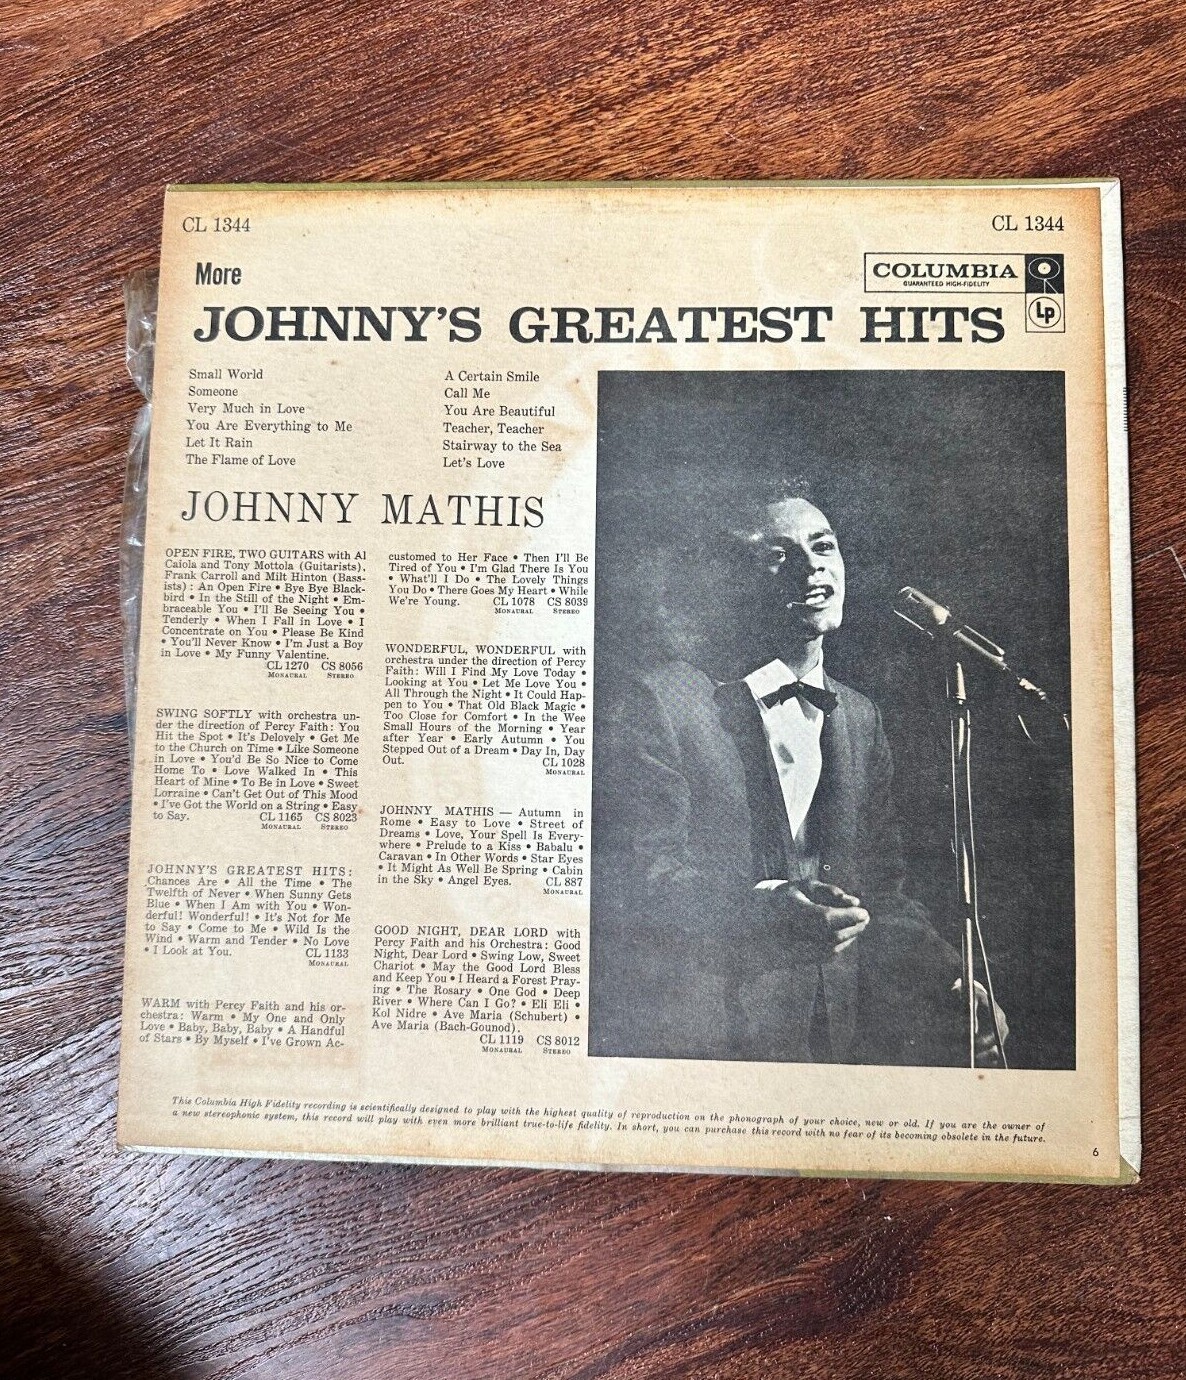 CL 1344
CL 1344
More
COLUMBIA
GUARANTEED HIGH-FIDELITY
Lp
JOHNNY'S GREATEST HITS
Small World
Someone
Very Much in Love
You Are Everything to Me
Let It Rain
The Flame of Love
A Certain Smile
Call Me
You Are Beautiful
Teacher, Teacher
Stairway to the Sea
Let's Love
JOHNNY MATHIS
OPEN FIRE, TWO GUITARS with Al
Caiola and Tony Mottola (Guitarists),
Frank Carroll and Milt Hinton (Bass-
ists): An Open Fire • Bye Bye Black-
bird • In the Still of the Night • Em-
braceable You • I'll Be Seeing You •
Tenderly • When I Fall in Love • I
Concentrate on You • Please Be Kind
• You'll Never Know • I'm Just a Boy
in Love • My Funny Valentine.
CL 1270 CS 8056
MONAURAL STEREO
SWING SOFTLY with orchestra un-
der the direction of Percy Faith: You
Hit the Spot • It's Delovely • Get Me
to the Church on Time • Like Someone
in Love • You'd Be So Nice to Come
Home To • Love Walked In • This
Heart of Mine • To Be in Love • Sweet
Lorraine • Can't Get Out of This Mood
• I've Got the World on a String • Easy
to Say. CL 1165 CS 8023
MONAURAL STEREO
JOHNNY'S GREATEST HITS:
Chances Are • All the Time • The
Twelfth of Never • When Sunny Gets
Blue • When I Am with You • Won-
derful! Wonderful! • It's Not for Me
to Say • Come to Me • Wild Is the
Wind • Warm and Tender • No Love
• I Look at You. CL 1133
MONAURAL
WARM with Percy Faith and his or-
chestra: Warm • My One and Only
Love • Baby, Baby, Baby • A Handful
of Stars • By Myself • I've Grown Ac-
customed to Her Face • Then I'll Be
Tired of You • I'm Glad There Is You
• What'll I Do • The Lovely Things
You Do • There Goes My Heart • While
We're Young. CL 1078 CS 8039
MONAURAL STEREO
WONDERFUL, WONDERFUL with
orchestra under the direction of Percy
Faith: Will I Find My Love Today •
Looking at You • Let Me Love You •
All Through the Night • It Could Hap-
pen to You • That Old Black Magic •
Too Close for Comfort • In the Wee
Small Hours of the Morning • Year
after Year • Early Autumn • You
Stepped Out of a Dream • Day In, Day
Out. CL 1028
MONAURAL
JOHNNY MATHIS — Autumn in
Rome • Easy to Love • Street of
Dreams • Love, Your Spell Is Every-
where • Prelude to a Kiss • Babalu •
Caravan • In Other Words • Star Eyes
• It Might As Well Be Spring • Cabin
in the Sky • Angel Eyes. CL 887
MONAURAL
GOOD NIGHT, DEAR LORD with
Percy Faith and his Orchestra: Good
Night, Dear Lord • Swing Low, Sweet
Chariot • May the Good Lord Bless
and Keep You • I Heard a Forest Pray-
ing • The Rosary • One God • Deep
River • Where Can I Go? • Eli Eli •
Kol Nidre • Ave Maria (Schubert) •
Ave Maria (Bach-Gounod).
CL 1119 CS 8012
MONAURAL STEREO
This Columbia High Fidelity recording is scientifically designed to play with the highest quality of reproduction on the phonograph of your choice, new or old. If you are the owner of
a new stereophonic system, this record will play with even more brilliant true-to-life fidelity. In short, you can purchase this record with no fear of its becoming obsolete in the future.
6